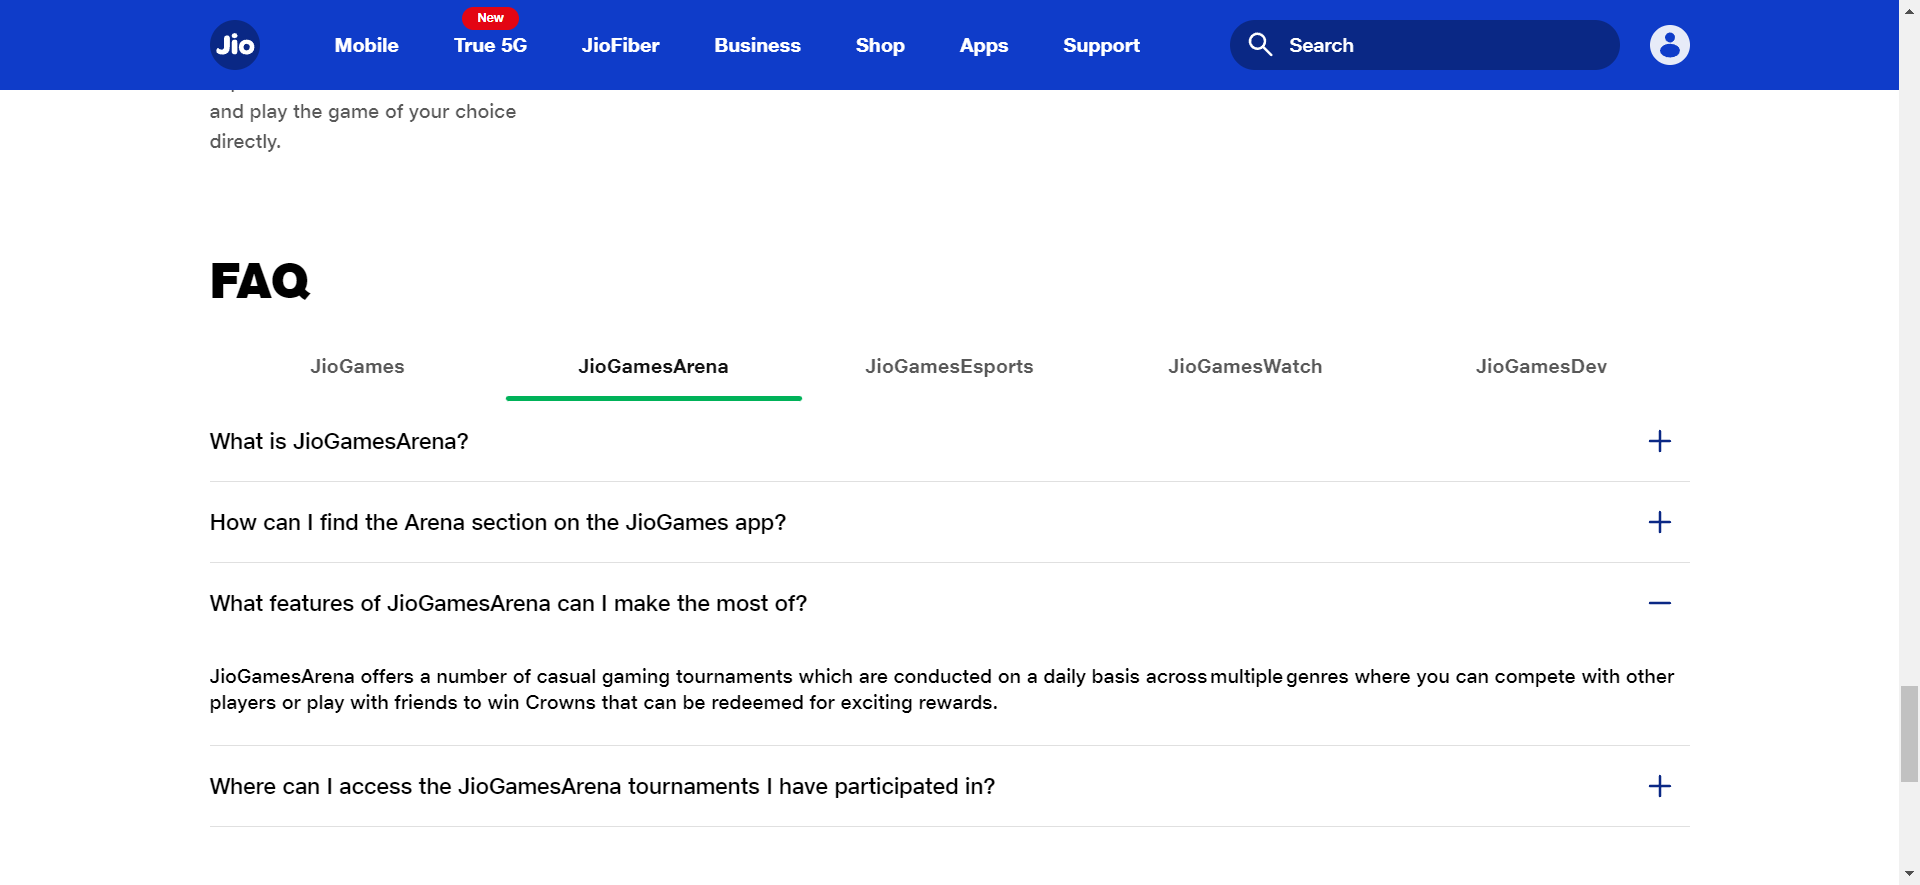 New
Jio Mobile True 5G JioFiber Business Shop Apps Support Search
and play the game of your choice
directly.
FAQ
JioGames JioGamesArena JioGamesEsports JioGamesWatch JioGamesDev
What is JioGamesArena?
How can I find the Arena section on the JioGames app?
What features of JioGamesArena can I make the most of?
JioGamesArena offers a number of casual gaming tournaments which are conducted on a daily basis across multiple genres where you can compete with other
players or play with friends to win Crowns that can be redeemed for exciting rewards.
Where can I access the JioGamesArena tournaments I have participated in?